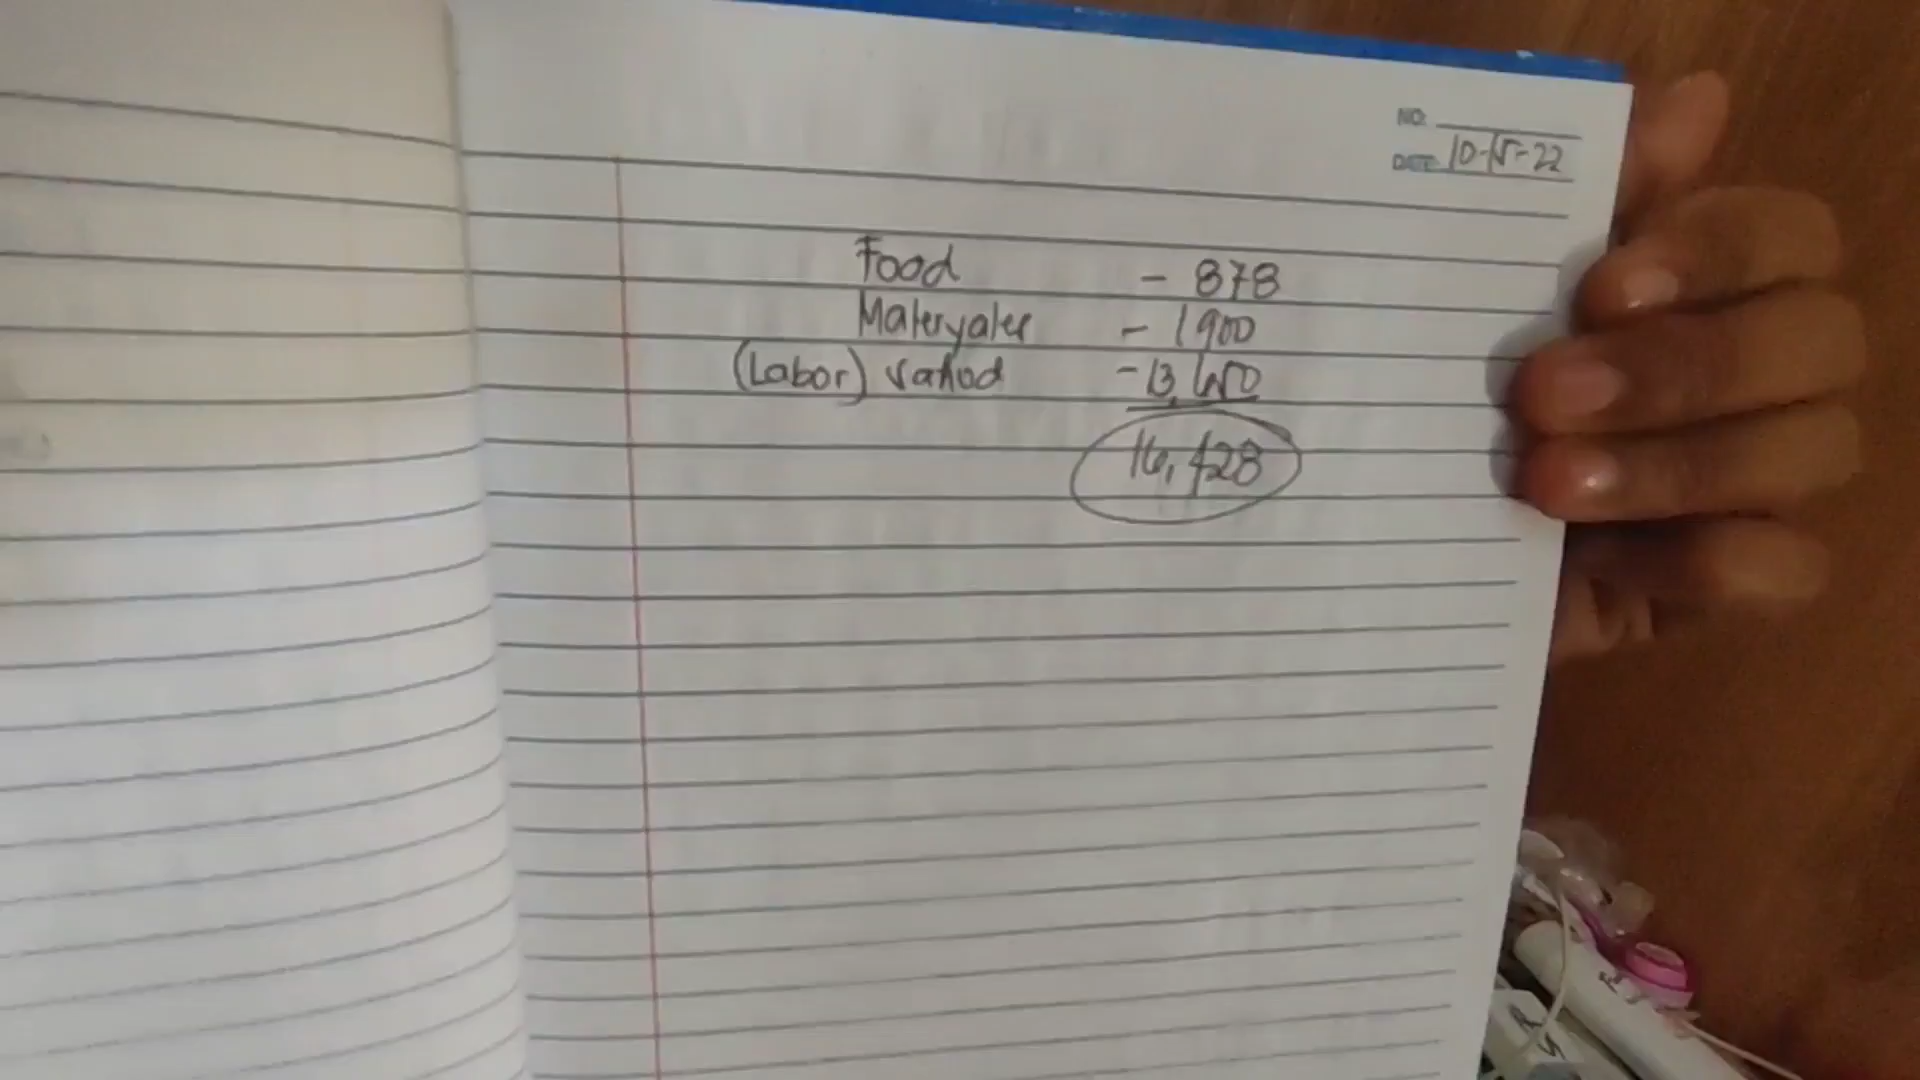 NO.
DATE 10-15-22
Food - 878
Materyales - 1900
(Labor) sahod - 13,650
16,428